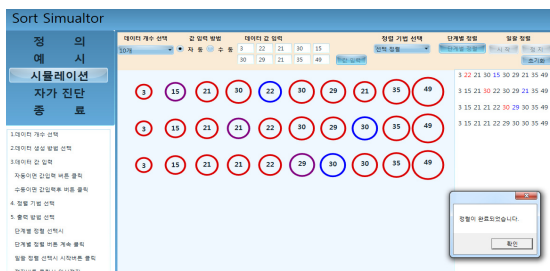 Sort Simualtor
정 의
예 시
시뮬레이션
자가 진단
종 료
1.데이터 개수 선택
2.데이터 생성 방법 선택
3.데이터 값 입력
자동이면 값입력 버튼 클릭
수동이면 값입력후 버튼 클릭
4. 정렬 기법 선택
5. 출력 방법 선택
단계별 정렬 선택시
단계별 정렬 버튼 계속 클릭
일괄 정렬 선택시 시작버튼 클릭
데이터 개수 선택 값 입력 방법 데이터 값 입력 정렬 기법 선택 단계별 정렬 일괄 정렬
10개 자 동 수 동 3 22 21 30 15 선택 정렬 단계별 정렬 시 작 정 지
30 29 21 35 49 값 입력 초기화
3 15 21 30 22 30 29 21 35 49
3 15 21 21 22 30 29 30 35 49
3 15 21 21 22 29 30 30 35 49
3 22 21 30 15 30 29 21 35 49
3 15 21 30 22 30 29 21 35 49
3 15 21 21 22 30 29 30 35 49
3 15 21 21 22 29 30 30 35 49
정렬이 완료되었습니다.
확인